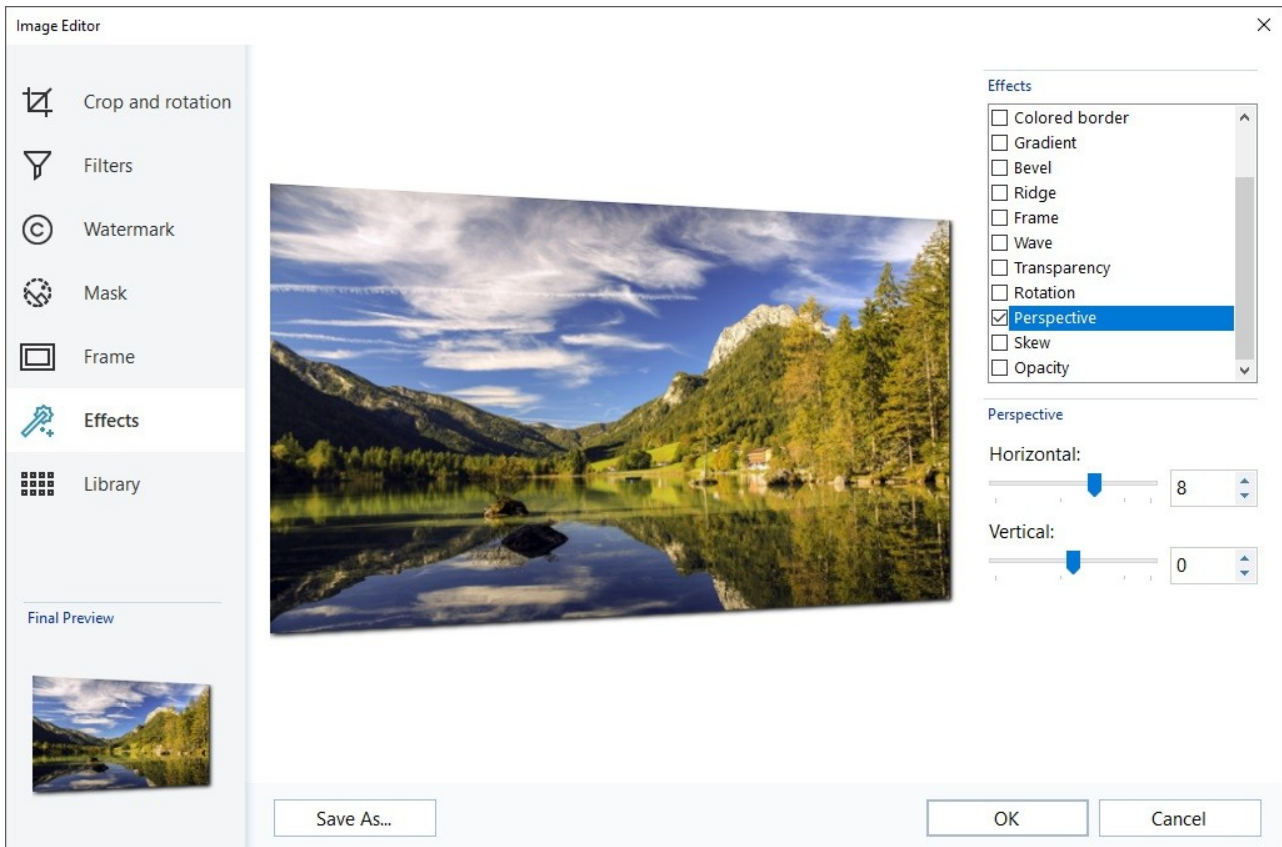 Image Editor
Crop and rotation
Filters
Watermark
Mask
Frame
Effects
Library
Final Preview
Effects
Colored border
Gradient
Bevel
Ridge
Frame
Wave
Transparency
Rotation
Perspective
Skew
Opacity
Perspective
Horizontal:
8
Vertical:
0
Save As...
OK
Cancel